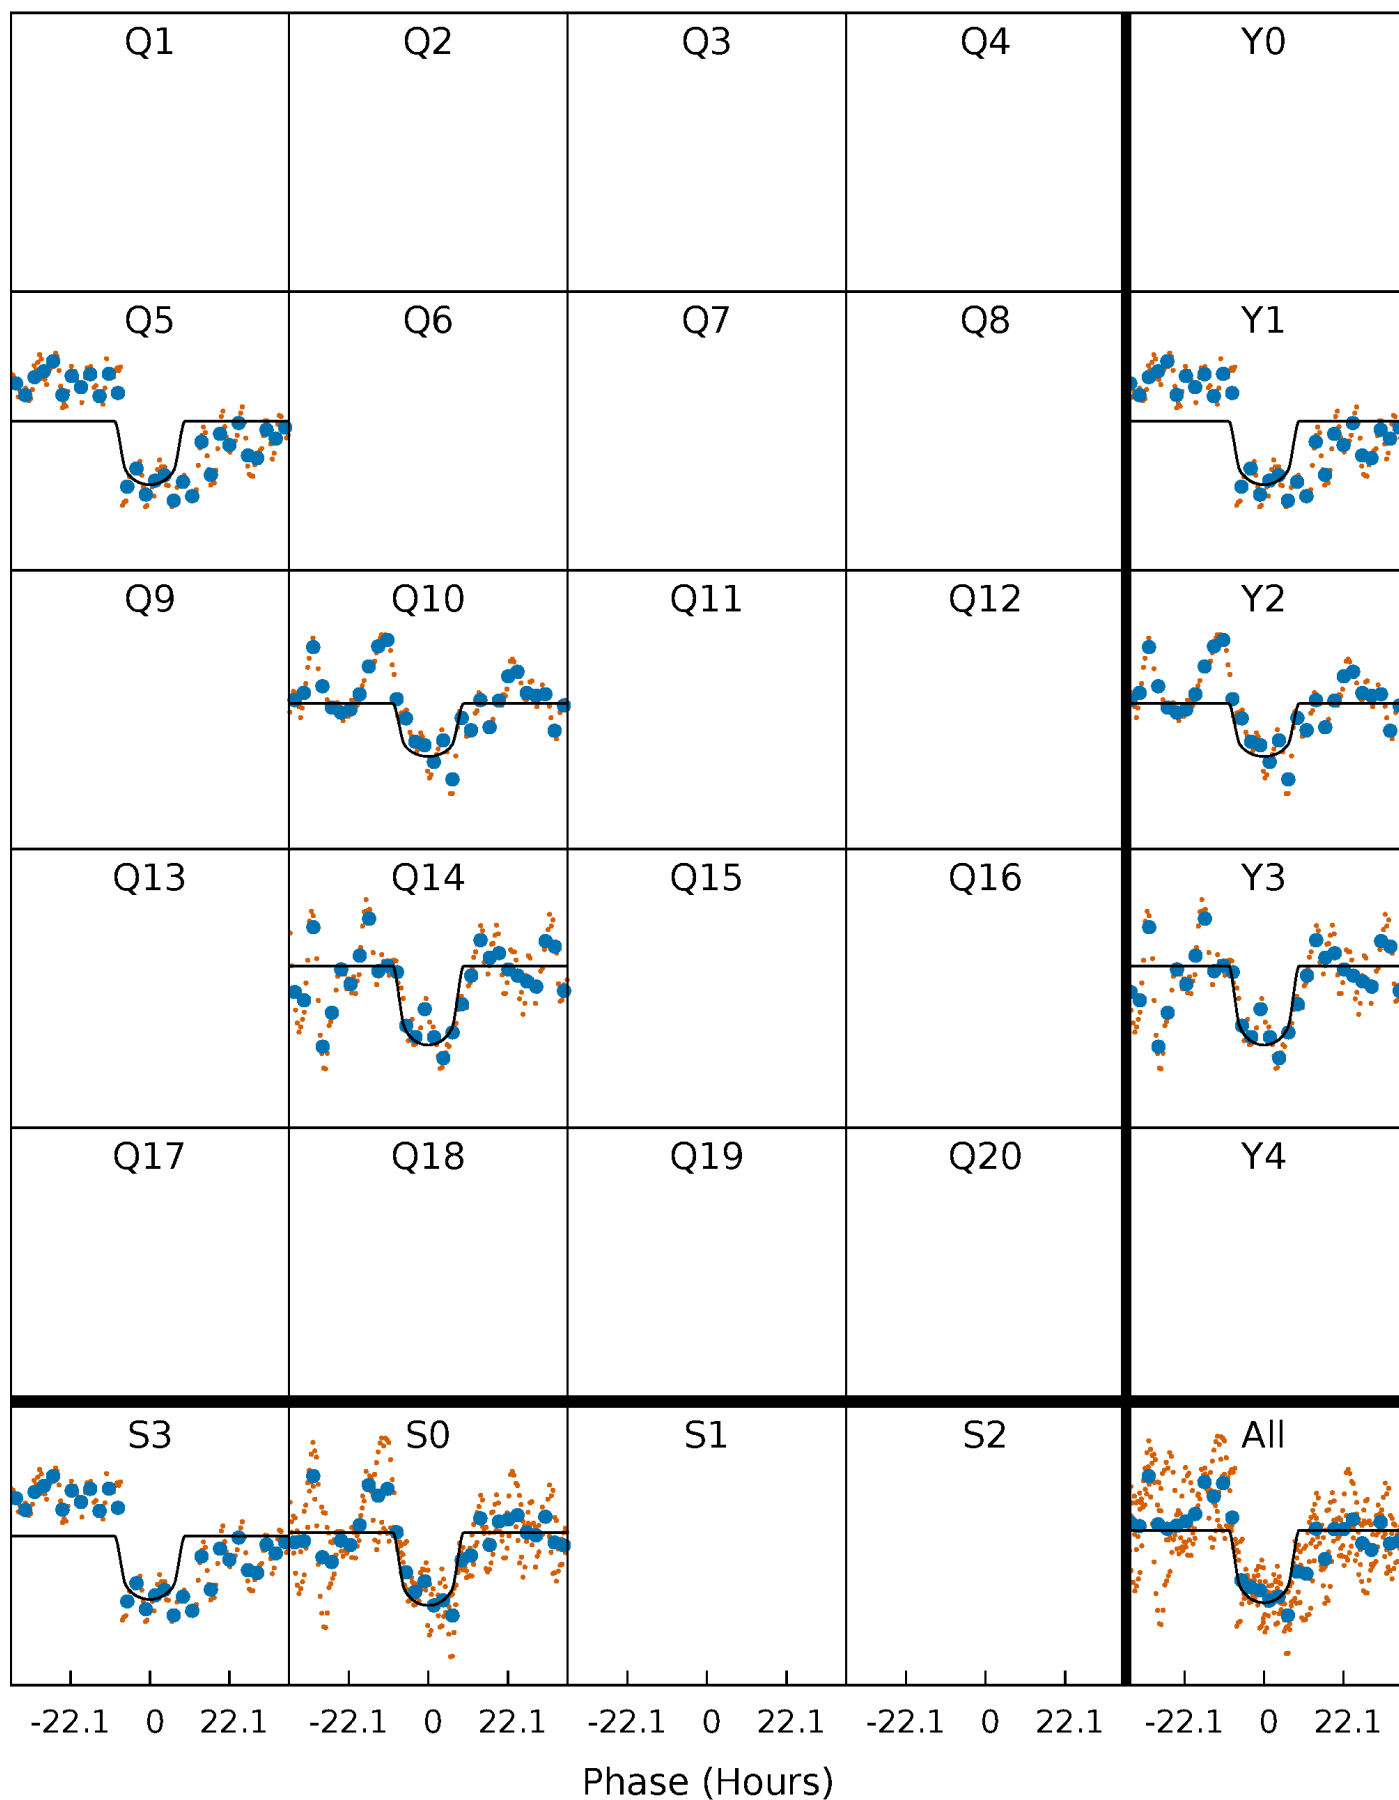 Q1 Q2 Q3 Q4 Y0
Q5 Q6 Q7 Q8 Y1
Q9 Q10 Q11 Q12 Y2
Q13 Q14 Q15 Q16 Y3
Q17 Q18 Q19 Q20 Y4
S3 S0 S1 S2 All
-22.1 0 22.1 -22.1 0 22.1 -22.1 0 22.1 -22.1 0 22.1 -22.1 0 22.1
Phase (Hours)